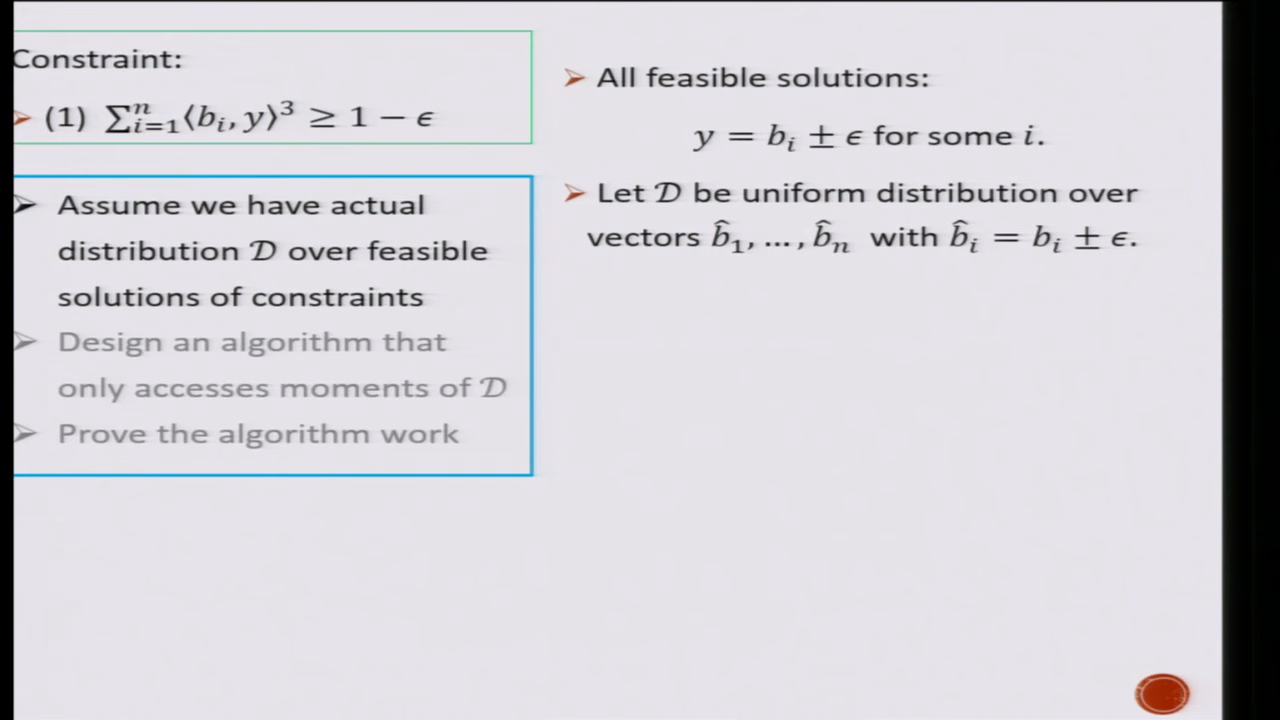 Constraint:
➢ (1) ∑ⁿᵢ₌₁⟨bᵢ, y⟩³ ≥ 1 − ϵ
➢ Assume we have actual
distribution 𝒟 over feasible
solutions of constraints
➢ Design an algorithm that
only accesses moments of 𝒟
➢ Prove the algorithm work
➢ All feasible solutions:
y = bᵢ ± ϵ for some i.
➢ Let 𝒟 be uniform distribution over
vectors b̂₁, … , b̂ₙ with b̂ᵢ = bᵢ ± ϵ.